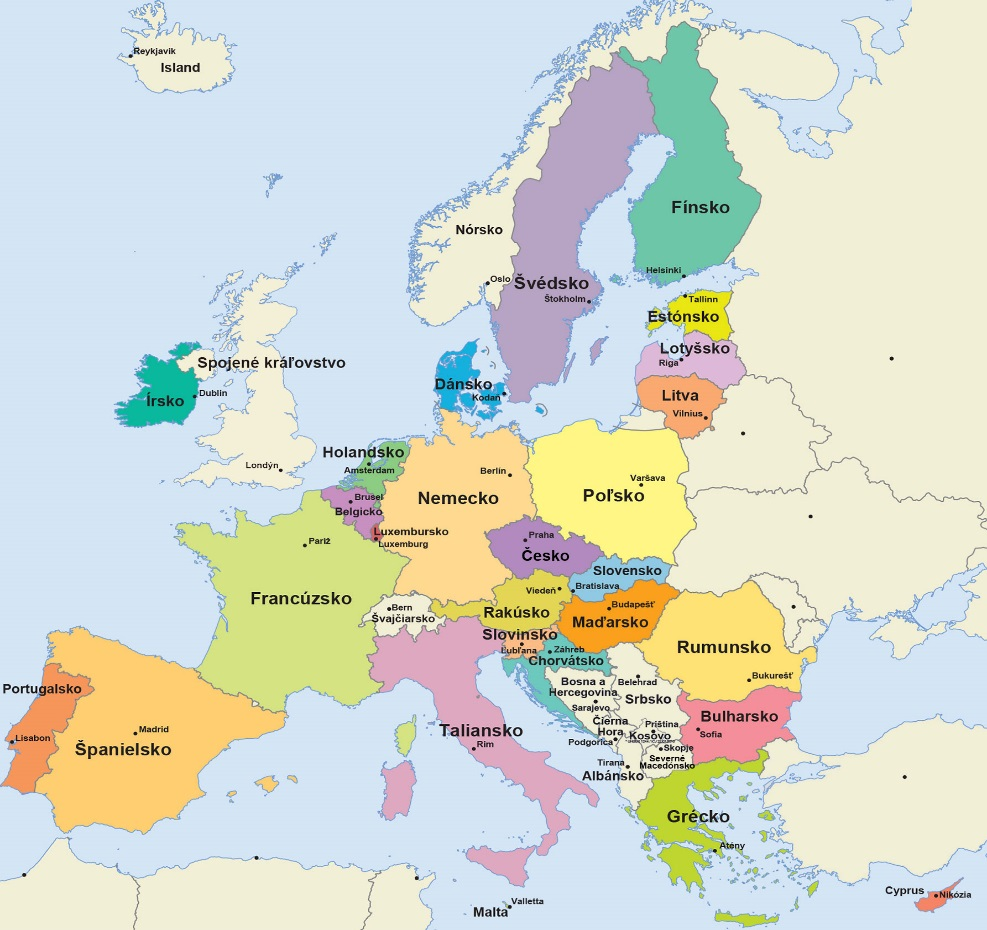 Reykjavik
Island
Fínsko
Nórsko
Helsinki
Oslo
Švédsko
Štokholm
Tallinn
Estónsko
Lotyšsko
Riga
Spojené kráľovstvo
Dánsko
Kodaň
Dublin
Írsko
Litva
Vilnius
Holandsko
Amsterdam
Londýn
Berlín
Varšava
Nemecko
Poľsko
Brusel
Belgicko
Luxembursko
Luxemburg
Pariž
Praha
Česko
Slovensko
Bratislava
Viedeň
Francúzsko
Bern
Švajčiarsko
Rakúsko
Budapešť
Maďarsko
Slovinsko
Ľubľana
Záhreb
Chorvátsko
Rumunsko
Bukurešť
Bosna a
Hercegovina
Sarajevo
Belehrad
Srbsko
Portugalsko
Madrid
Lisabon
Španielsko
Taliansko
Rim
Čierna
Hora
Podgorica
Priština
Kosovo
Bulharsko
Sofia
Skopje
Severné
Macedónsko
Tirana
Albánsko
Grécko
Atény
Cyprus
Nikózia
Valletta
Malta